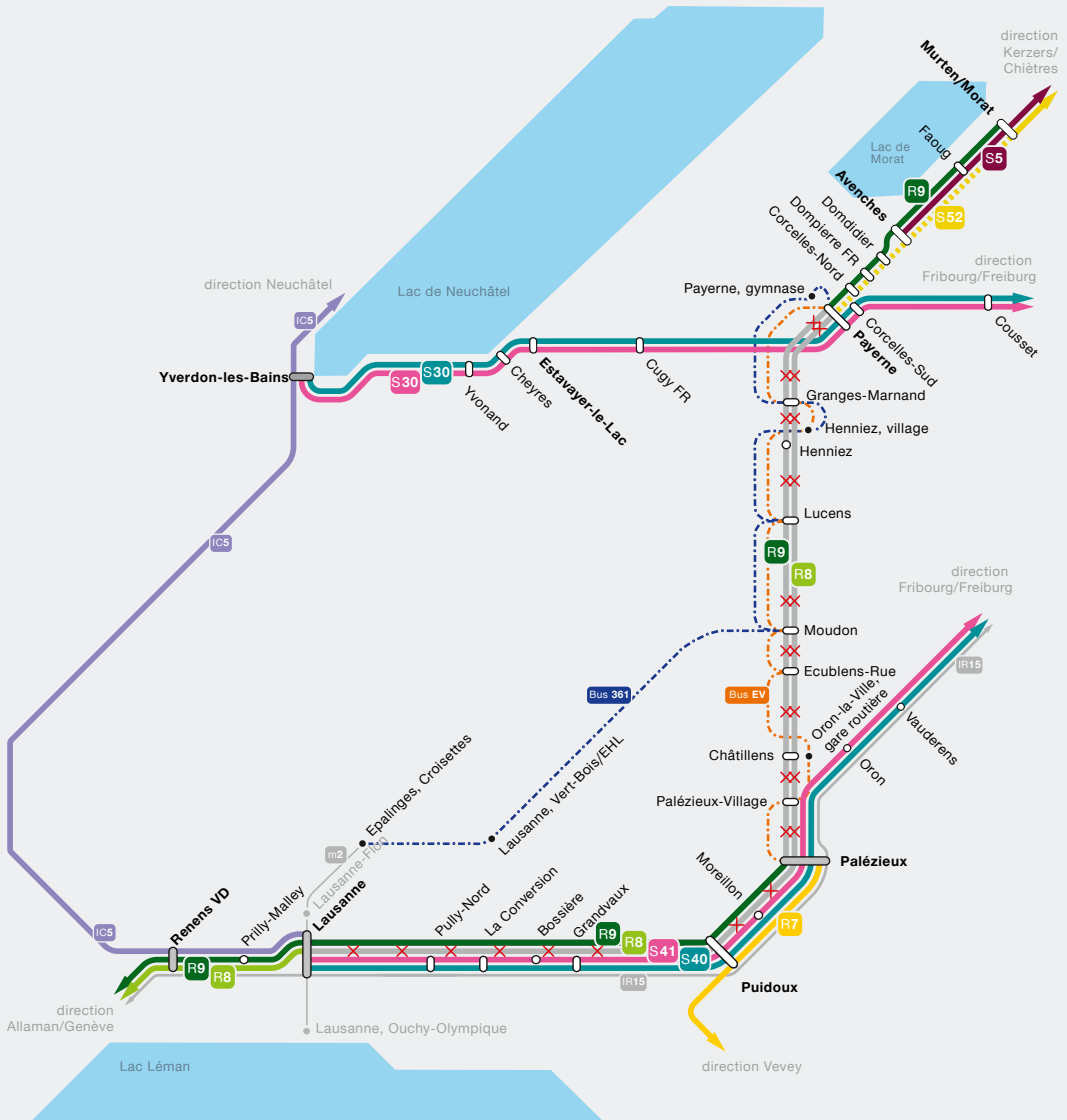 direction
Kerzers/
Chiètres
Murten/Morat
Faoug
S5
Lac de
Morat
R9
Avenches
S52
Domdidier
Dompierre FR
Corcelles-Nord
direction
Fribourg/Freiburg
direction Neuchâtel
Lac de Neuchâtel
Payerne, gymnase
IC5
Corcelles-Sud
Cousset
Payerne
Yverdon-les-Bains
S30
S30
Yvonand
Cheyres
Estavayer-le-Lac
Cugy FR
Granges-Marnand
Henniez, village
Henniez
Lucens
IC5
R9
R8
direction
Fribourg/Freiburg
Moudon
Ecublens-Rue
IR15
Bus 361
Bus EV
Oron-la-Ville,
gare routière
Vauderens
Oron
Châtillens
Palézieux-Village
Epalinges, Croisettes
Lausanne, Vert-Bois/EHL
m2
Lausanne-Flon
Palézieux
Moreillon
Renens VD
Prilly-Malley
Lausanne
Pully-Nord
La Conversion
Bossière
Grandvaux
R7
IC5
R9
R8
S41
S40
R9
R8
IR15
Puidoux
direction
Allaman/Genève
Lausanne, Ouchy-Olympique
Lac Léman
direction Vevey